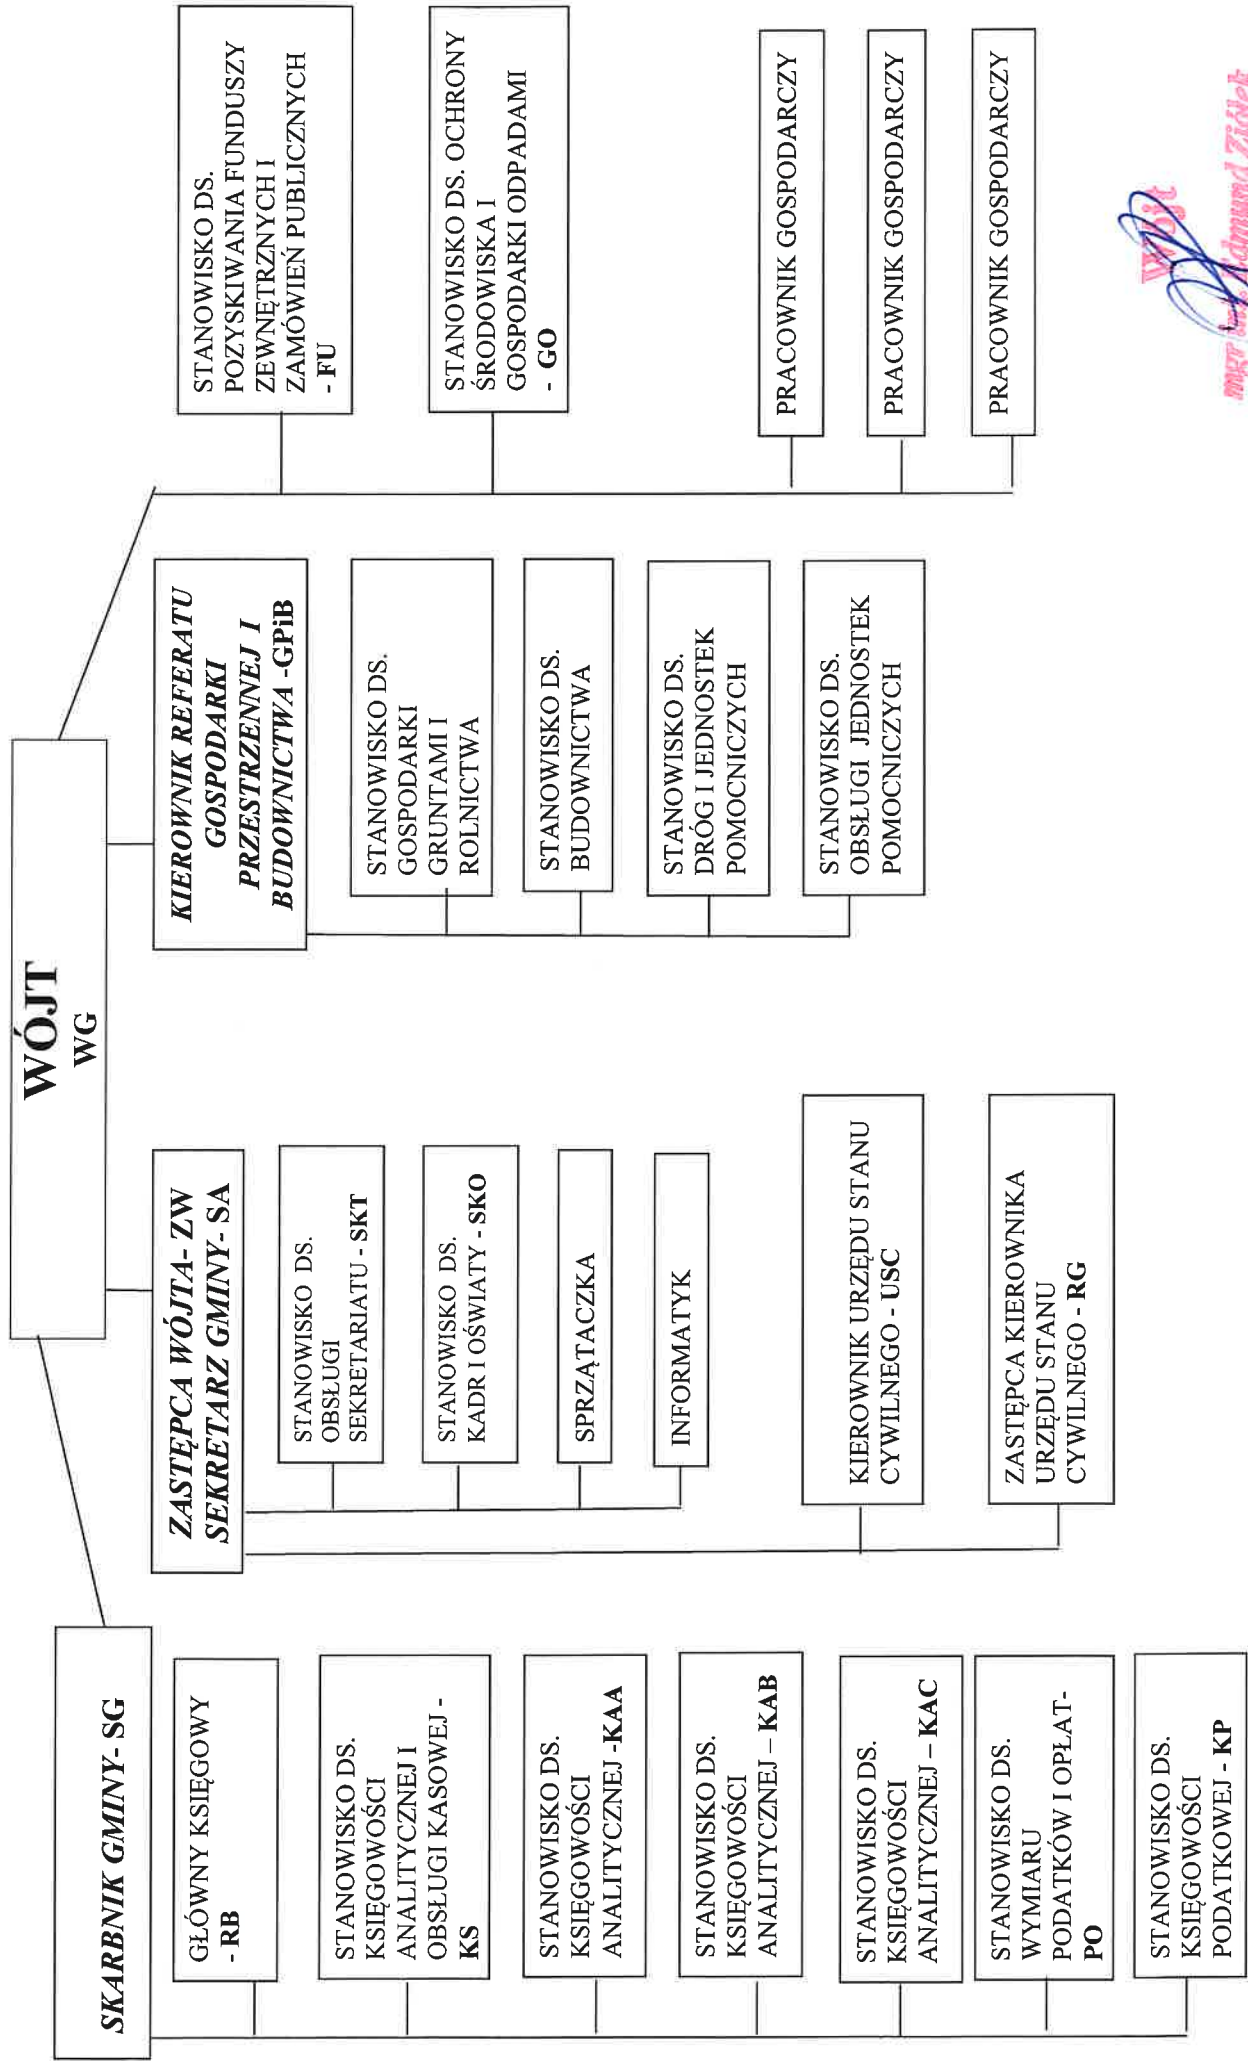 WÓJT
WG
SKARBNIK GMINY- SG
GŁÓWNY KSIĘGOWY
- RB
STANOWISKO DS.
KSIĘGOWOŚCI
ANALITYCZNEJ I
OBSŁUGI KASOWEJ -
KS
STANOWISKO DS.
KSIĘGOWOŚCI
ANALITYCZNEJ -KAA
STANOWISKO DS.
KSIĘGOWOŚCI
ANALITYCZNEJ – KAB
STANOWISKO DS.
KSIĘGOWOŚCI
ANALITYCZNEJ – KAC
STANOWISKO DS.
WYMIARU
PODATKÓW I OPŁAT-
PO
STANOWISKO DS.
KSIĘGOWOŚCI
PODATKOWEJ - KP
ZASTĘPCA WÓJTA- ZW
SEKRETARZ GMINY- SA
STANOWISKO DS.
OBSŁUGI
SEKRETARIATU - SKT
STANOWISKO DS.
KADR I OŚWIATY - SKO
SPRZĄTACZKA
INFORMATYK
KIEROWNIK URZĘDU STANU
CYWILNEGO - USC
ZASTĘPCA KIEROWNIKA
URZĘDU STANU
CYWILNEGO - RG
KIEROWNIK REFERATU
GOSPODARKI
PRZESTRZENNEJ I
BUDOWNICTWA -GPiB
STANOWISKO DS.
GOSPODARKI
GRUNTAMI I
ROLNICTWA
STANOWISKO DS.
BUDOWNICTWA
STANOWISKO DS.
DRÓG I JEDNOSTEK
POMOCNICZYCH
STANOWISKO DS.
OBSŁUGI JEDNOSTEK
POMOCNICZYCH
STANOWISKO DS.
POZYSKIWANIA FUNDUSZY
ZEWNĘTRZNYCH I
ZAMÓWIEŃ PUBLICZNYCH
- FU
STANOWISKO DS. OCHRONY
ŚRODOWISKA I
GOSPODARKI ODPADAMI
- GO
PRACOWNIK GOSPODARCZY
PRACOWNIK GOSPODARCZY
PRACOWNIK GOSPODARCZY
Wójt
mgr inż. Edmund Ziółek